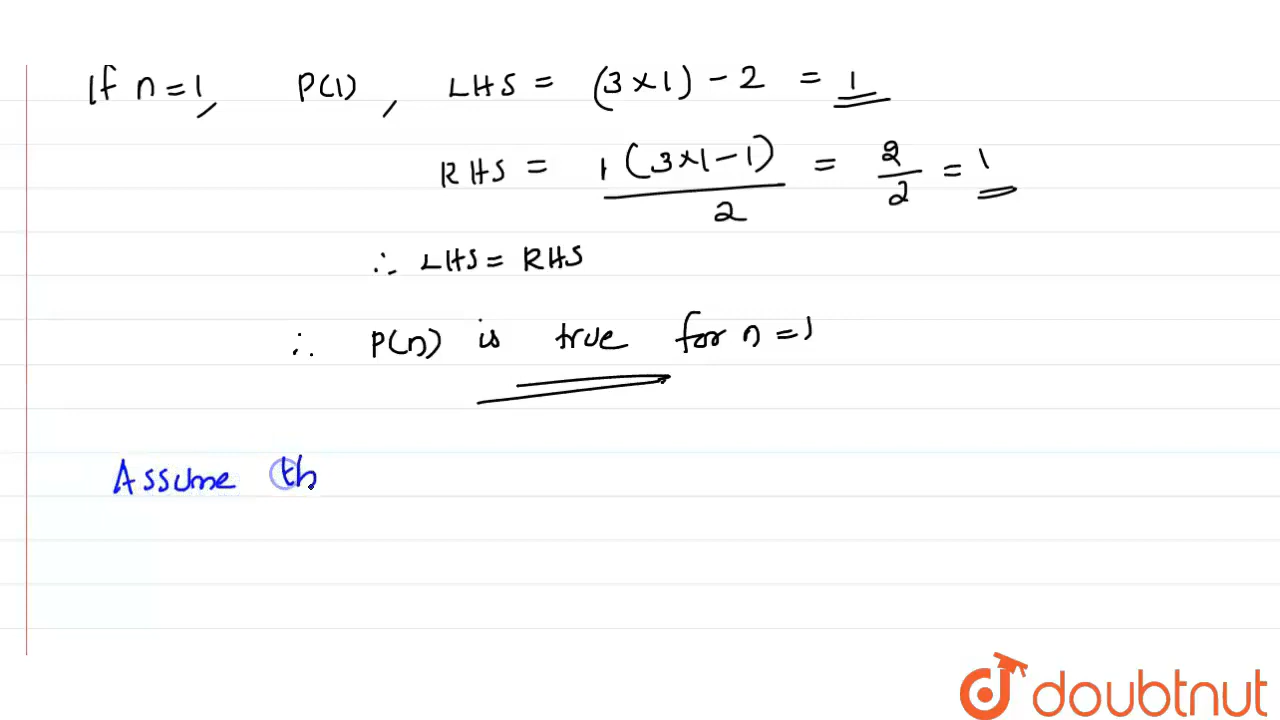 If n=1, P(1), LHS = (3×1)-2 = 1
RHS = 1(3×1-1)/2 = 2/2 = 1
∴ LHS = RHS
∴ P(n) is true for n=1
Assume th
doubtnut